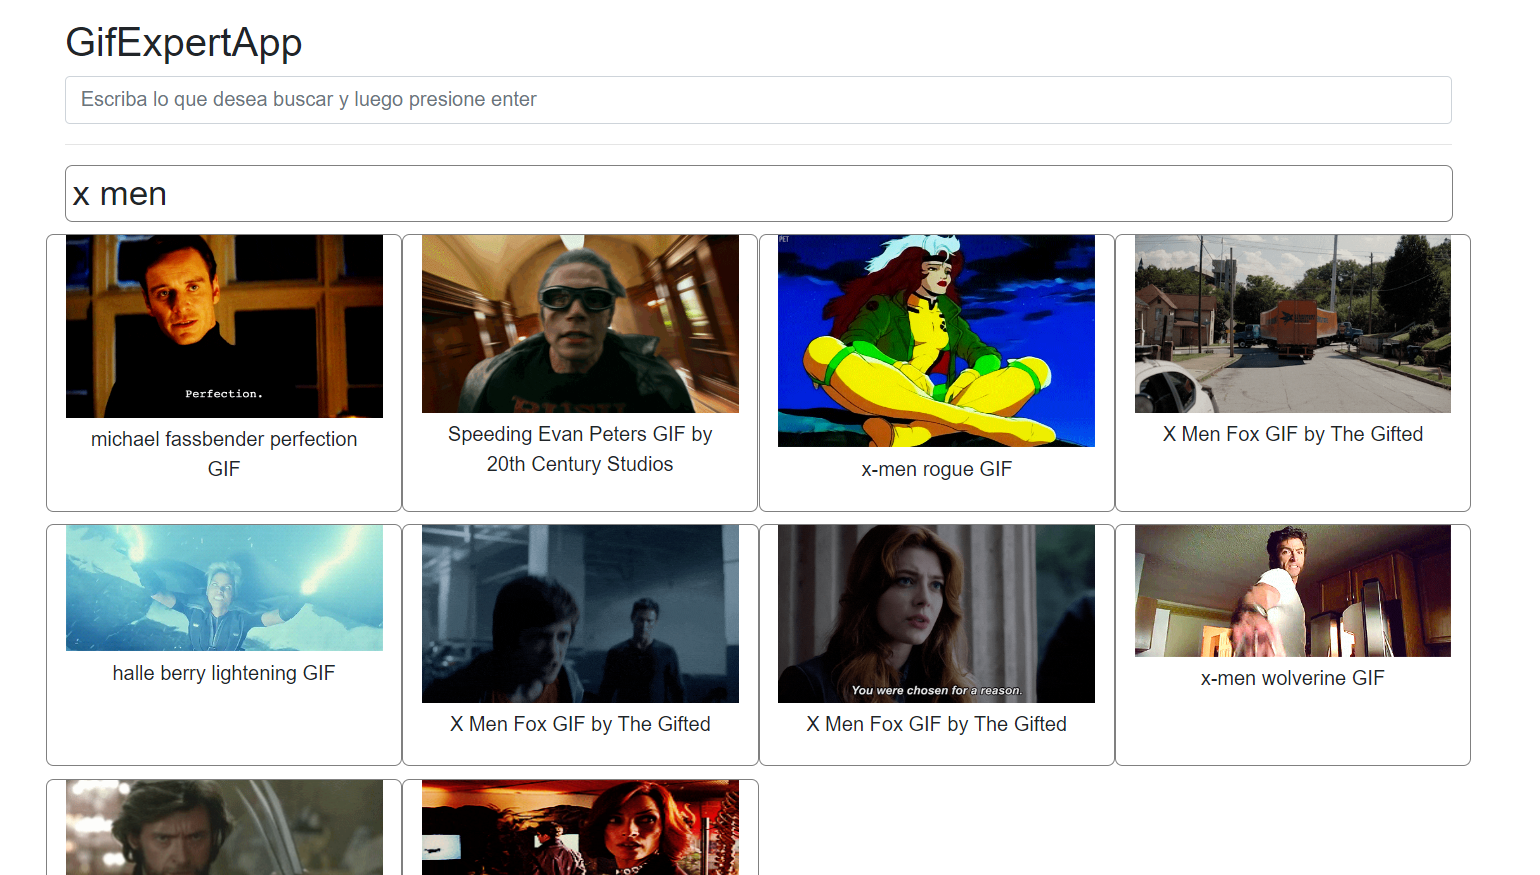 GifExpertApp
Escriba lo que desea buscar y luego presione enter
x men
Perfection.
michael fassbender perfection
GIF
Speeding Evan Peters GIF by
20th Century Studios
x-men rogue GIF
X Men Fox GIF by The Gifted
halle berry lightening GIF
X Men Fox GIF by The Gifted
You were chosen for a reason.
X Men Fox GIF by The Gifted
x-men wolverine GIF